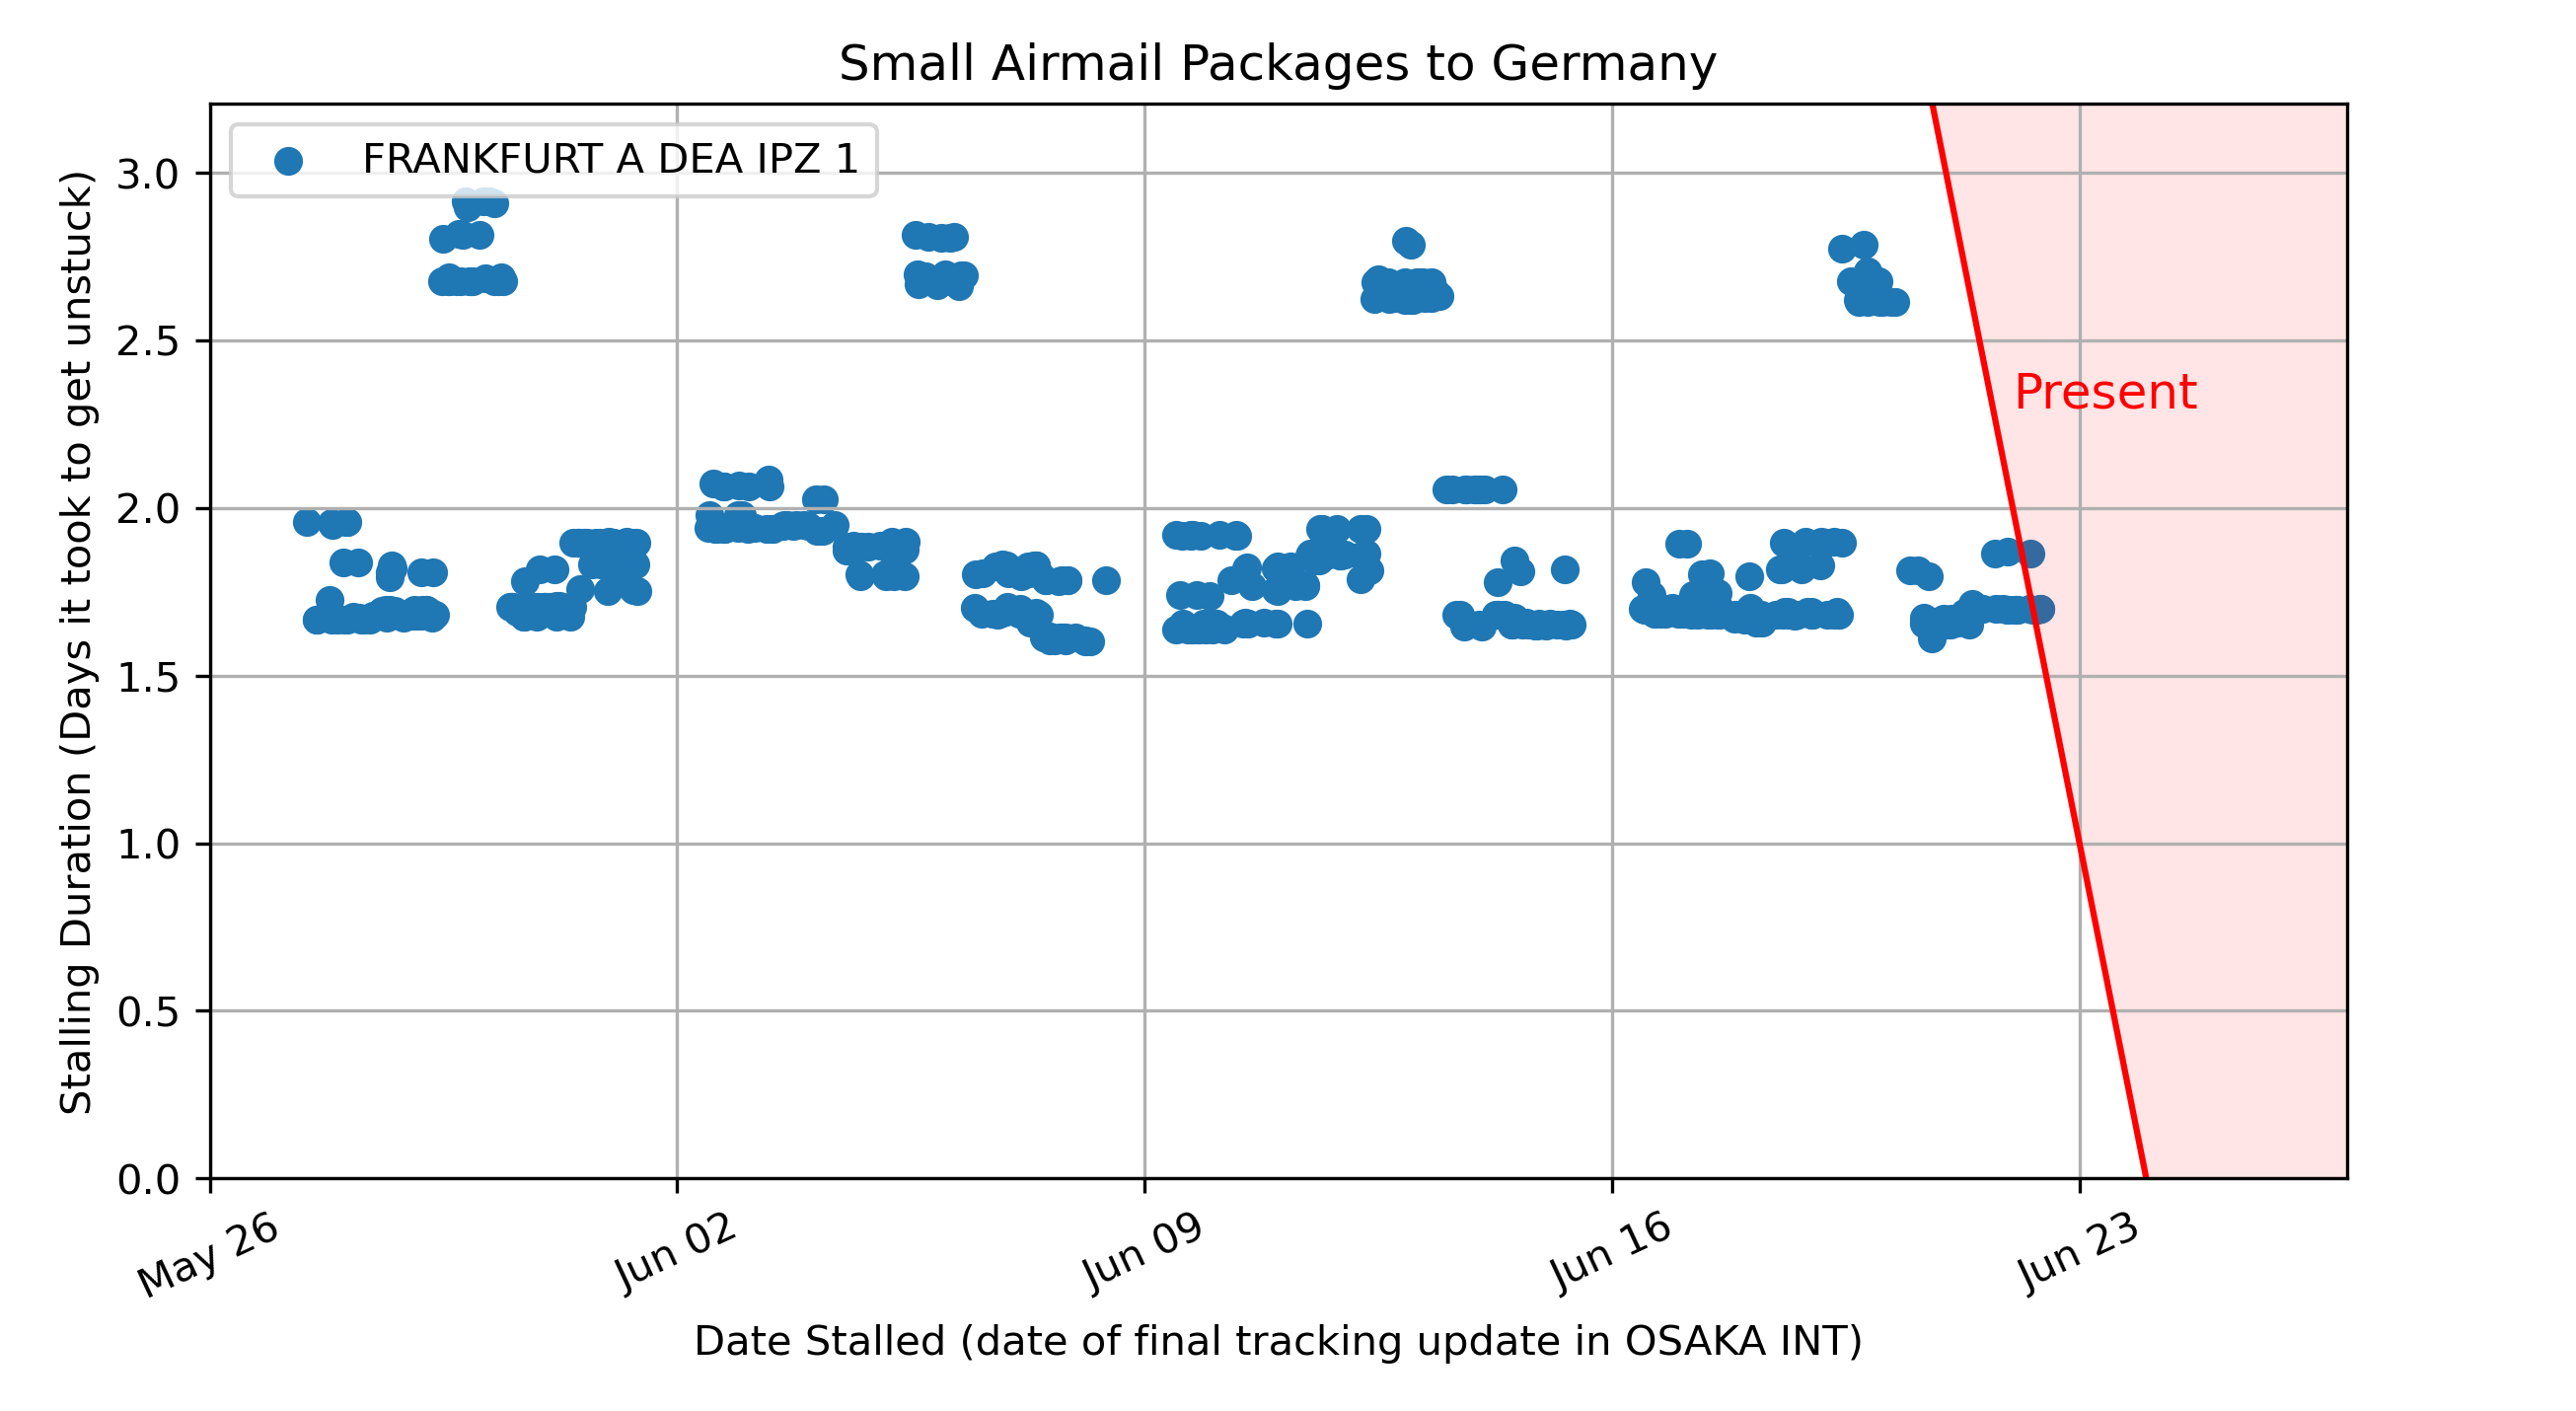 Small Airmail Packages to Germany
FRANKFURT A DEA IPZ 1
Stalling Duration (Days it took to get unstuck)
3.0
2.5
2.0
1.5
1.0
0.5
0.0
Present
May 26
Jun 02
Jun 09
Jun 16
Jun 23
Date Stalled (date of final tracking update in OSAKA INT)